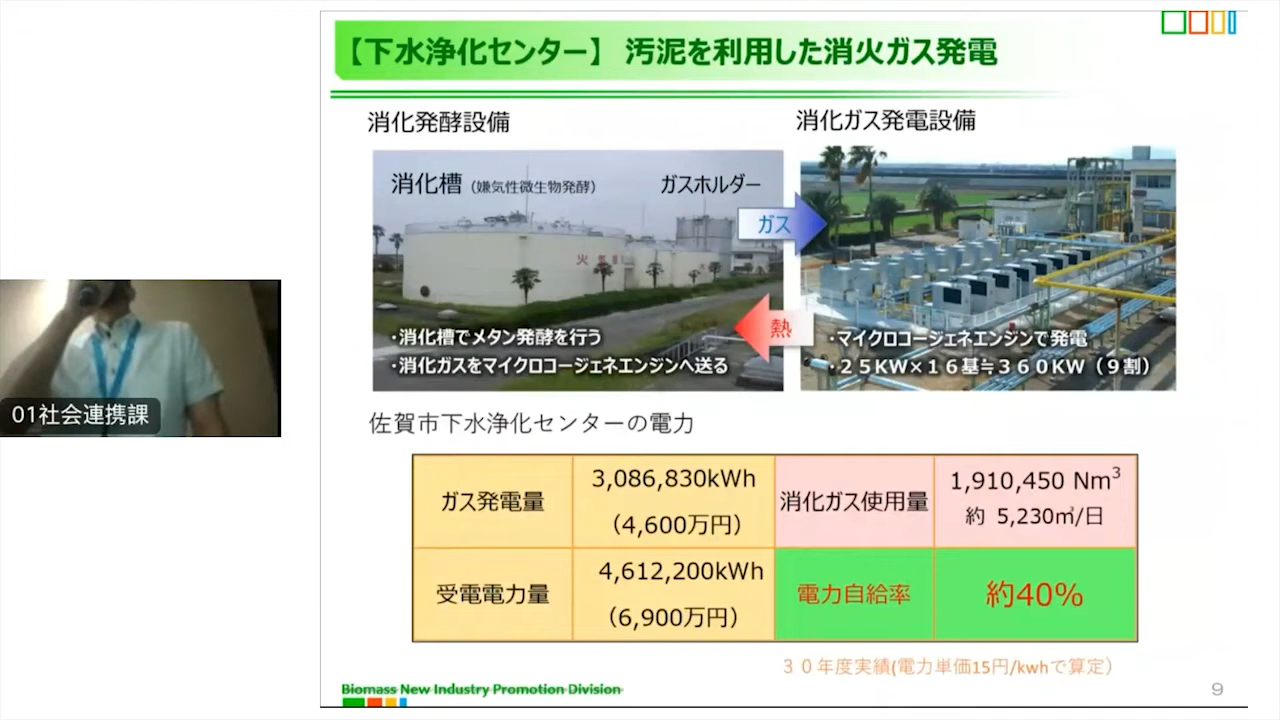 【下水浄化センター】 汚泥を利用した消火ガス発電
消化発酵設備
消化ガス発電設備
消化槽（嫌気性微生物発酵）
ガスホルダー
ガス
火気
熱
・消化槽でメタン発酵を行う
・消化ガスをマイクロコージェネエンジンへ送る
・マイクロコージェネエンジンで発電
・２５KW×１６基≒３６０KW（９割）
01社会連携課
佐賀市下水浄化センターの電力
ガス発電量
3,086,830kWh
（4,600万円）
消化ガス使用量
1,910,450 Nm³
約 5,230㎥/日
受電電力量
4,612,200kWh
（6,900万円）
電力自給率
約40%
３０年度実績(電力単価15円/kwhで算定）
Biomass New Industry Promotion Division
9